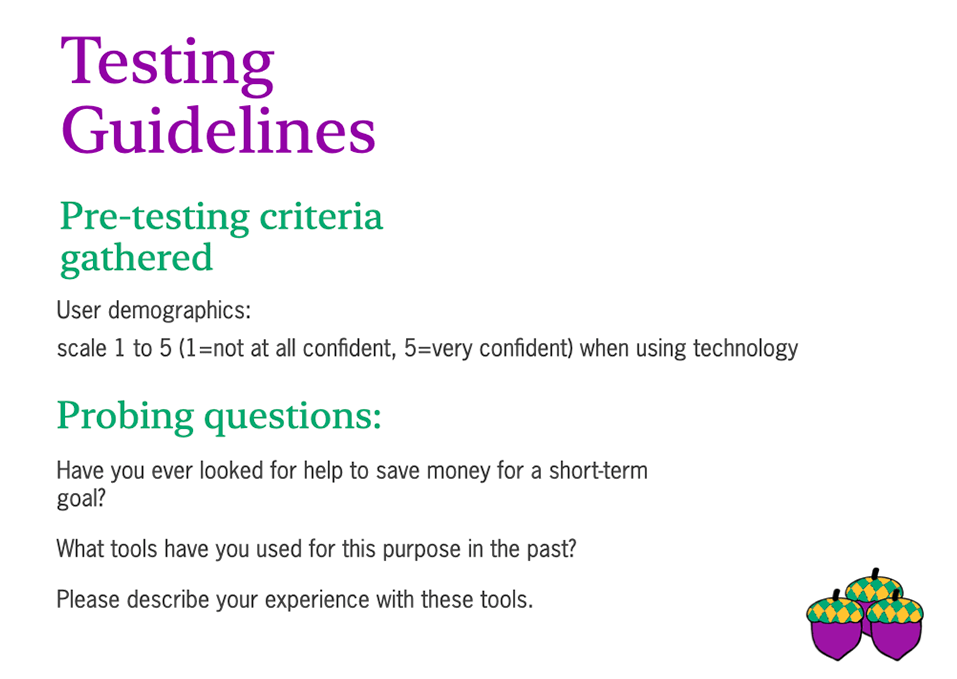 Testing
Guidelines
Pre-testing criteria
gathered
User demographics:
scale 1 to 5 (1=not at all confident, 5=very confident) when using technology
Probing questions:
Have you ever looked for help to save money for a short-term
goal?
What tools have you used for this purpose in the past?
Please describe your experience with these tools.